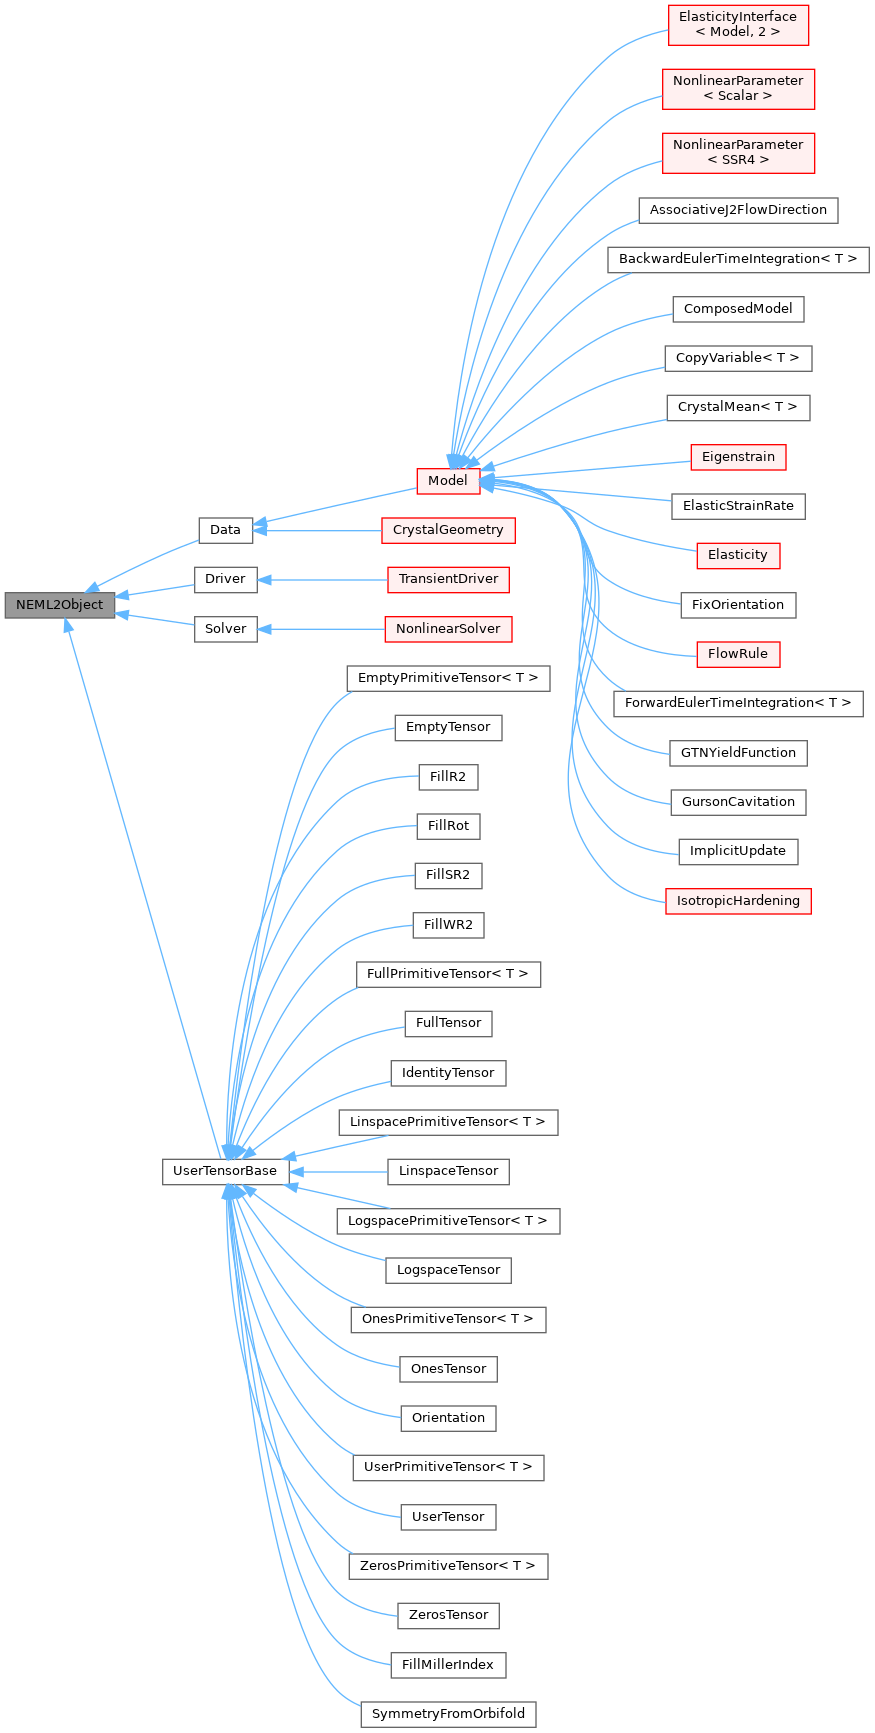 ElasticityInterface
< Model, 2 >
NonlinearParameter
< Scalar >
NonlinearParameter
< SSR4 >
AssociativeJ2FlowDirection
BackwardEulerTimeIntegration< T >
ComposedModel
CopyVariable< T >
CrystalMean< T >
Eigenstrain
Model
ElasticStrainRate
Data
CrystalGeometry
Elasticity
Driver
TransientDriver
NEML2Object
FixOrientation
Solver
NonlinearSolver
FlowRule
EmptyPrimitiveTensor< T >
ForwardEulerTimeIntegration< T >
EmptyTensor
GTNYieldFunction
FillR2
GursonCavitation
FillRot
ImplicitUpdate
FillSR2
IsotropicHardening
FillWR2
FullPrimitiveTensor< T >
FullTensor
IdentityTensor
LinspacePrimitiveTensor< T >
UserTensorBase
LinspaceTensor
LogspacePrimitiveTensor< T >
LogspaceTensor
OnesPrimitiveTensor< T >
OnesTensor
Orientation
UserPrimitiveTensor< T >
UserTensor
ZerosPrimitiveTensor< T >
ZerosTensor
FillMillerIndex
SymmetryFromOrbifold